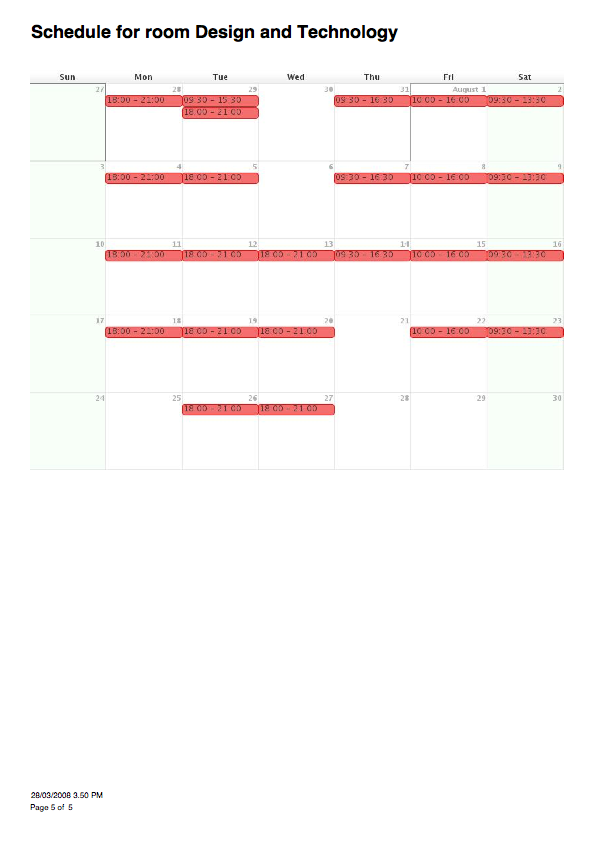 Schedule for room Design and Technology
Sun Mon Tue Wed Thu Fri Sat
27 28 29 30 31 August 1 2
18:00 - 21:00 09:30 - 15:30 09:30 - 16:30 10:00 - 16:00 09:30 - 13:30
18:00 - 21:00
3 4 5 6 7 8 9
18:00 - 21:00 18:00 - 21:00 09:30 - 16:30 10:00 - 16:00 09:30 - 13:30
10 11 12 13 14 15 16
18:00 - 21:00 18:00 - 21:00 18:00 - 21:00 09:30 - 16:30 10:00 - 16:00 09:30 - 13:30
17 18 19 20 21 22 23
18:00 - 21:00 18:00 - 21:00 18:00 - 21:00 10:00 - 16:00 09:30 - 13:30
24 25 26 27 28 29 30
18:00 - 21:00 18:00 - 21:00
28/03/2008 3.50 PM
Page 5 of 5